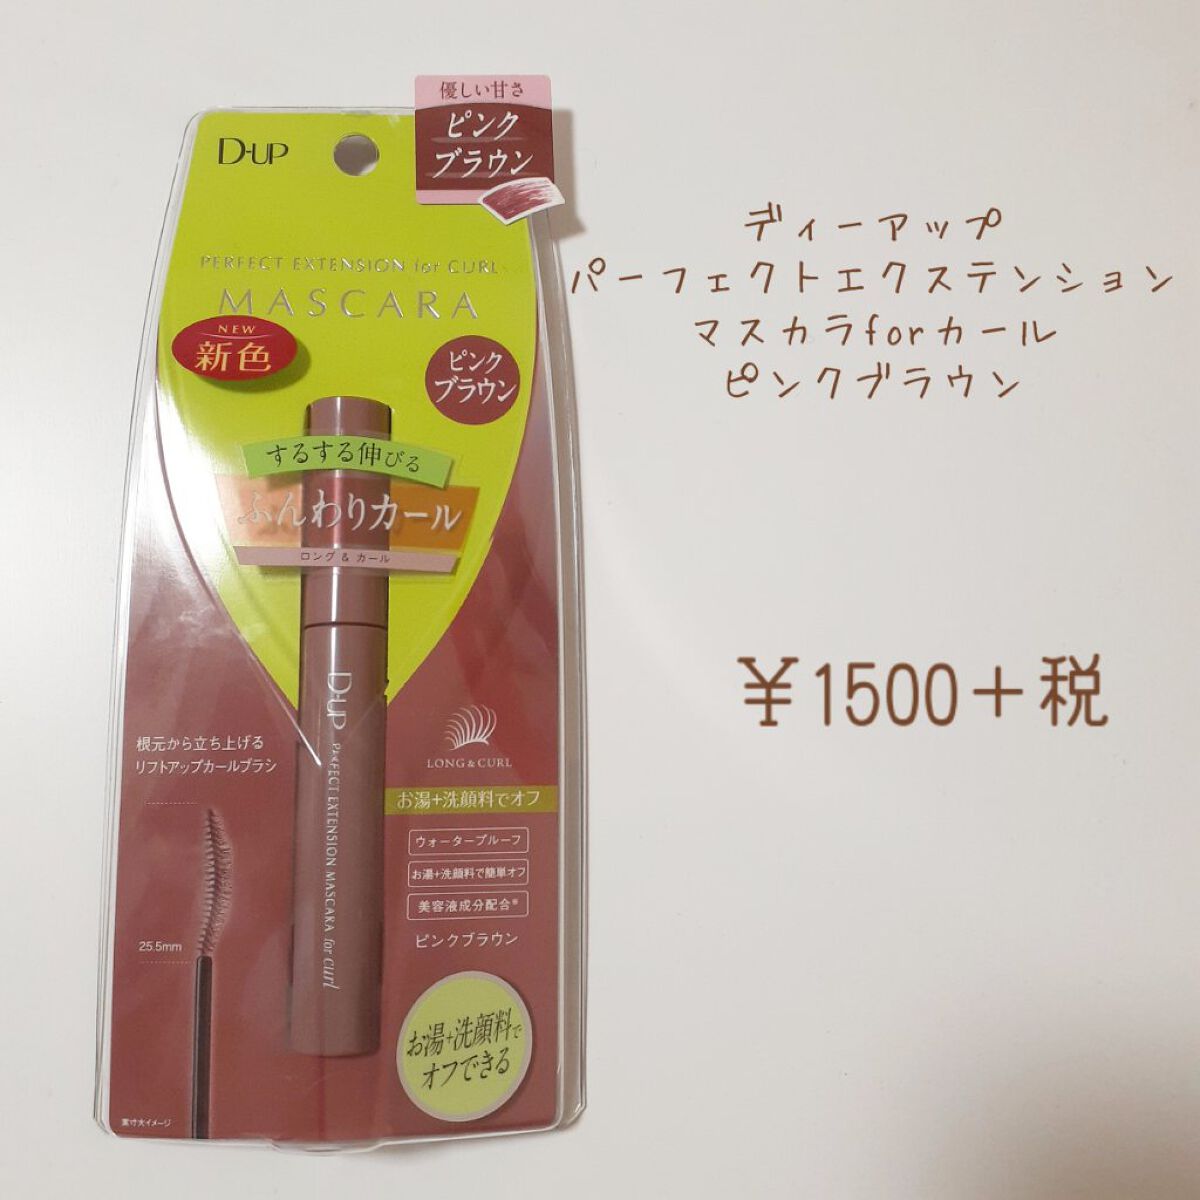 優しい甘さ
ピンク
ブラウン
D-UP
PERFECT EXTENSION for CURL
MASCARA
NEW
新色
ピンク
ブラウン
するする伸びる
ふんわりカール
ロング & カール
D-UP PERFECT EXTENSION MASCARA for curl
根元から立ち上げる
リフトアップカールブラシ
25.5mm
実寸大イメージ
LONG & CURL
お湯+洗顔料でオフ
ウォータープルーフ
お湯+洗顔料で簡単オフ
美容液成分配合※
ピンクブラウン
お湯+洗顔料で
オフできる
ディーアップ
パーフェクトエクステンション
マスカラforカール
ピンクブラウン
¥1500+税